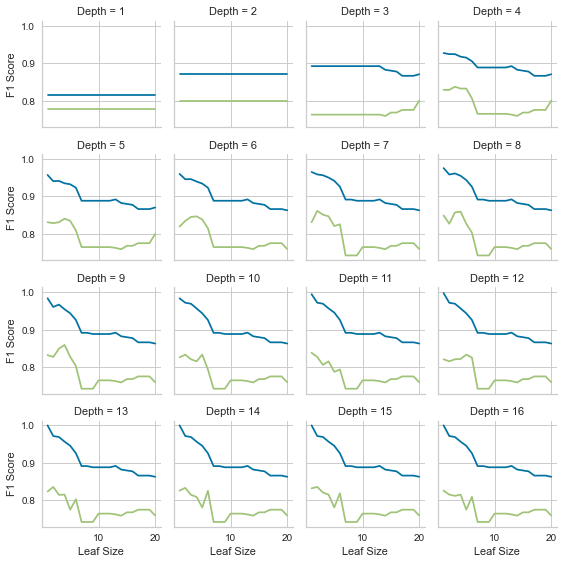 Depth = 1 Depth = 2 Depth = 3 Depth = 4
1.0
0.9
0.8
F1 Score
Depth = 5 Depth = 6 Depth = 7 Depth = 8
1.0
0.9
0.8
F1 Score
Depth = 9 Depth = 10 Depth = 11 Depth = 12
1.0
0.9
0.8
F1 Score
Depth = 13 Depth = 14 Depth = 15 Depth = 16
1.0
0.9
0.8
F1 Score
10 20 10 20 10 20 10 20
Leaf Size Leaf Size Leaf Size Leaf Size